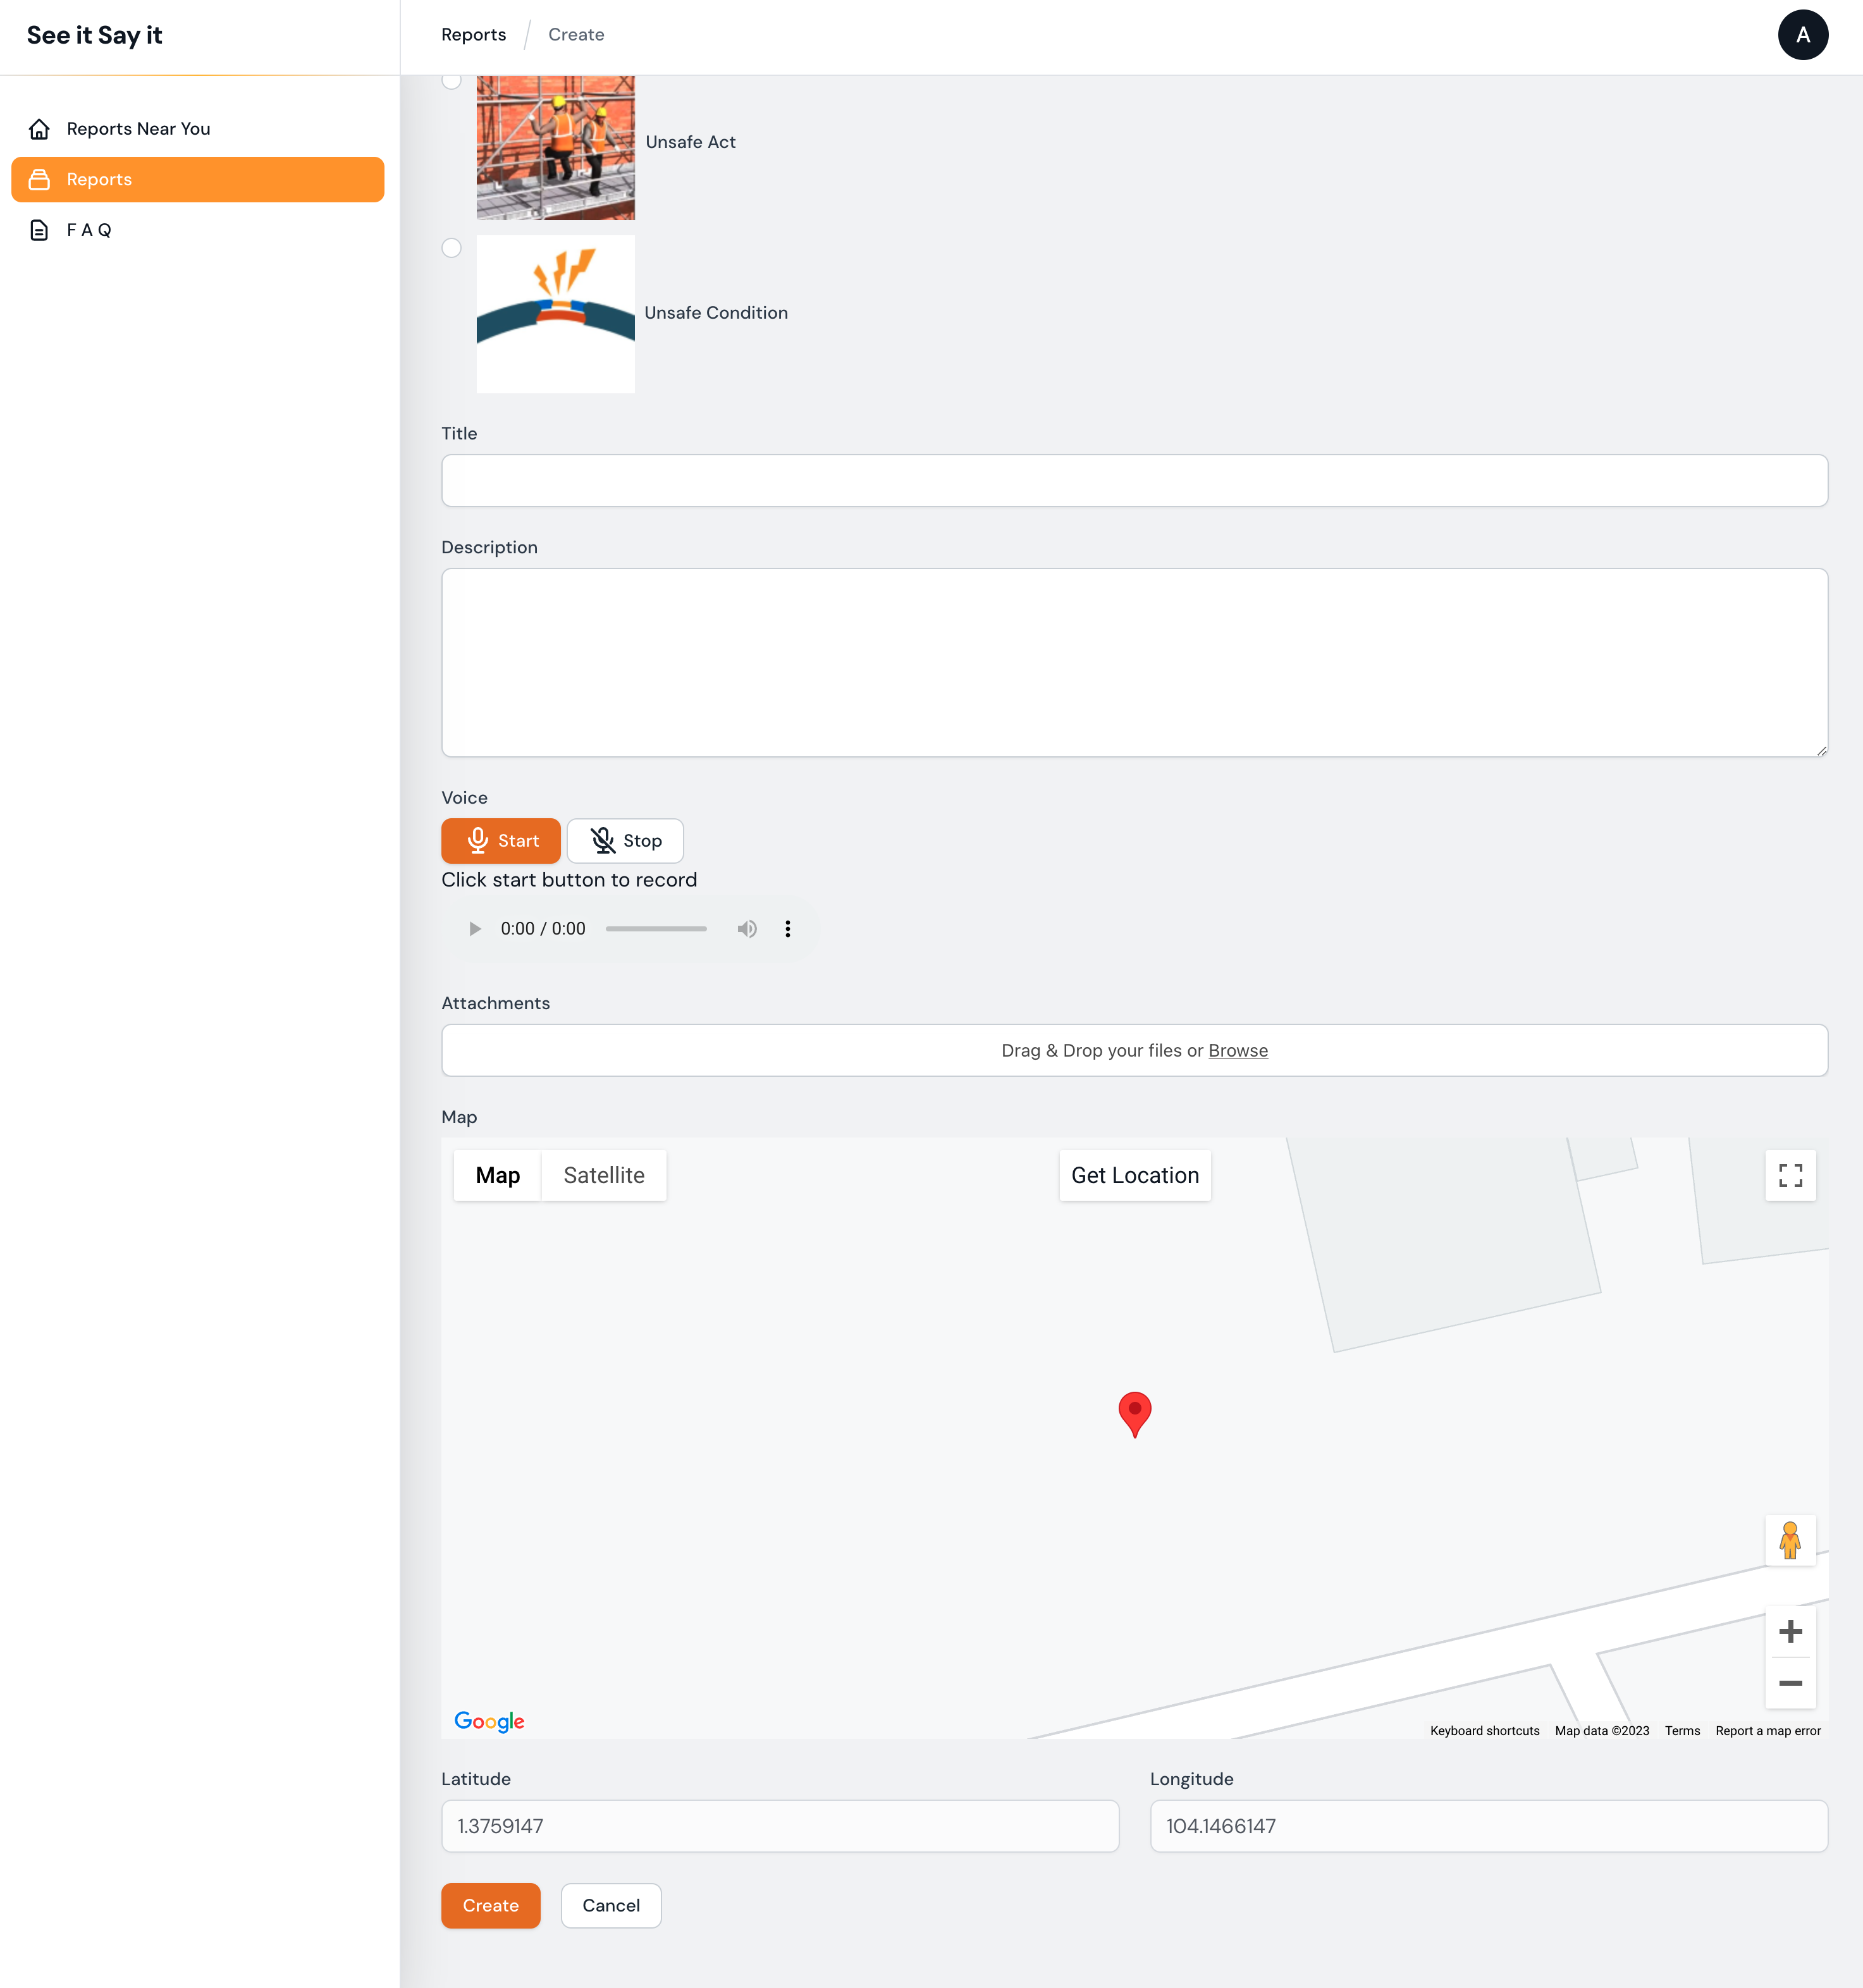 See it Say it
Reports / Create
A
Reports Near You
Reports
F A Q
Unsafe Act
Unsafe Condition
Title
Description
Voice
Start
Stop
Click start button to record
0:00 / 0:00
Attachments
Drag & Drop your files or Browse
Map
Map
Satellite
Get Location
Google
Keyboard shortcuts
Map data ©2023
Terms
Report a map error
Latitude
Longitude
1.3759147
104.1466147
Create
Cancel